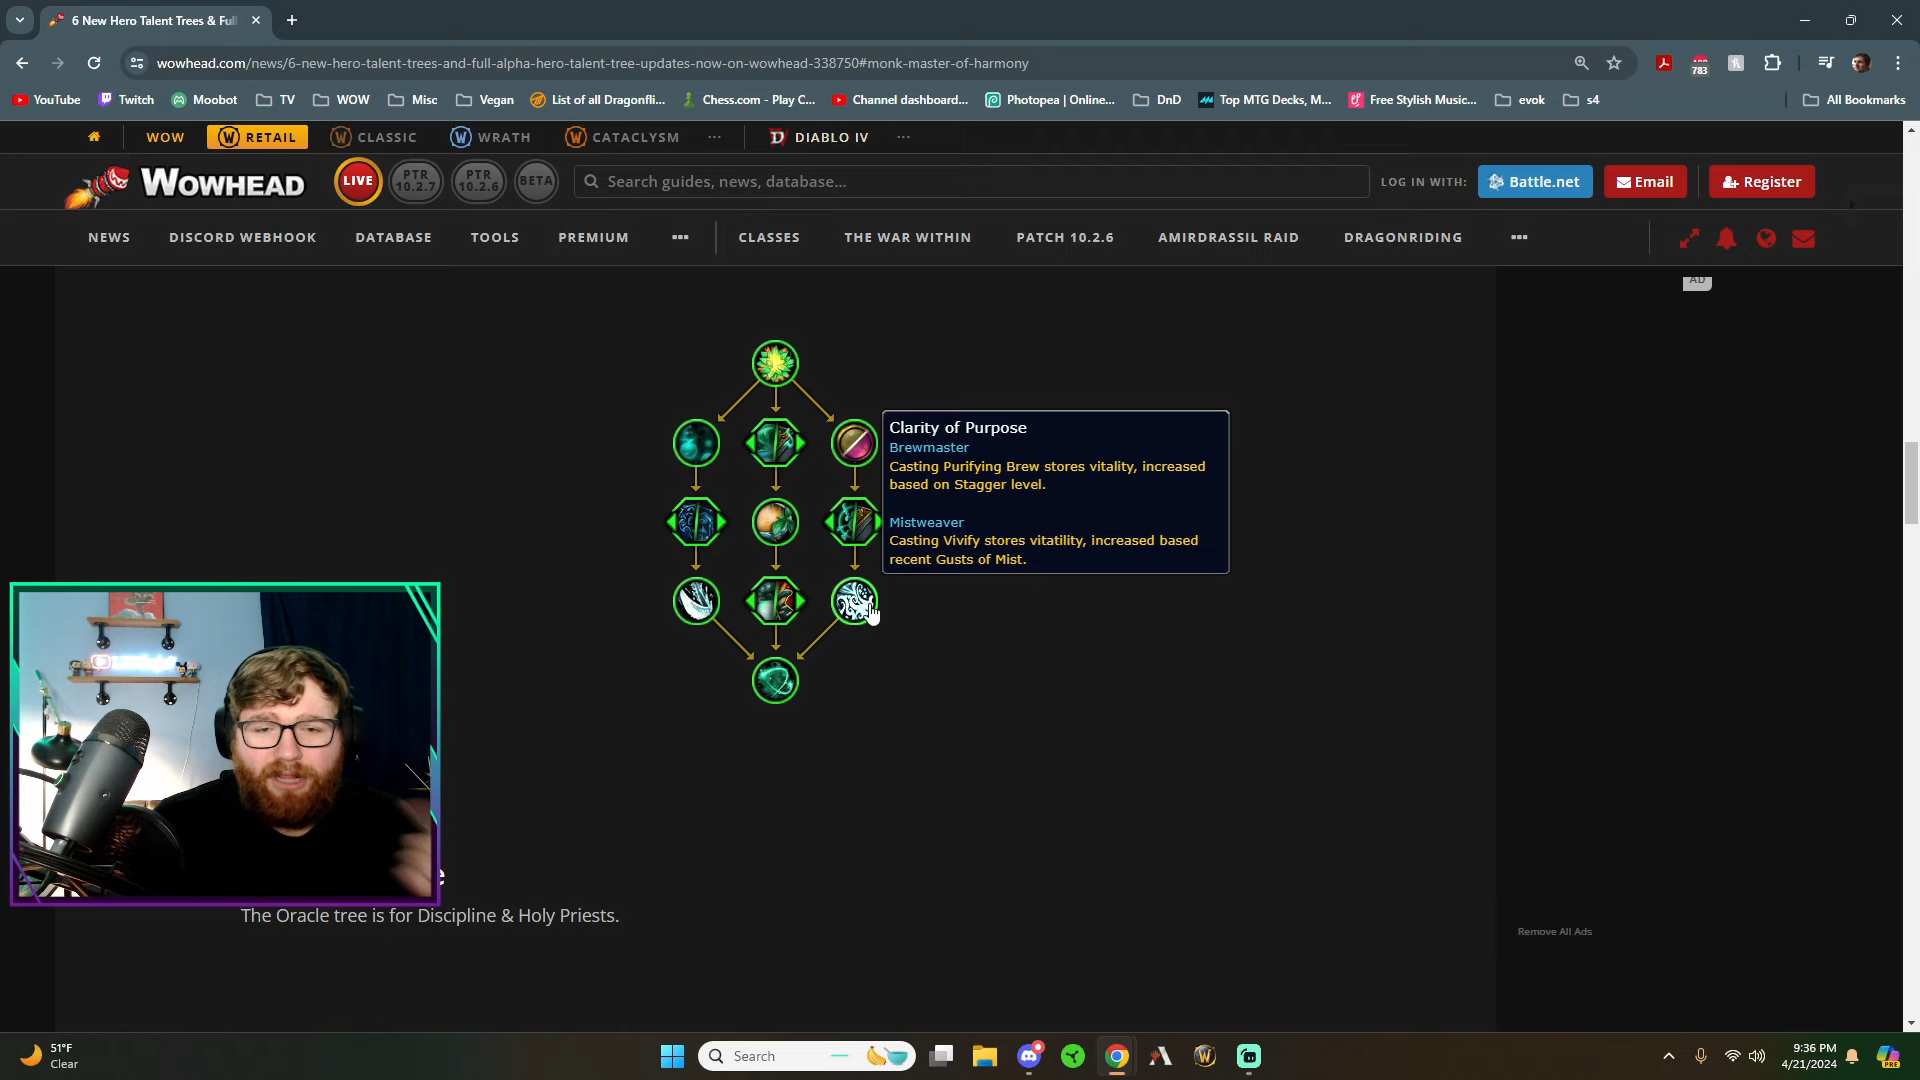 6 New Hero Talent Trees & Full
wowhead.com/news/6-new-hero-talent-trees-and-full-alpha-hero-talent-tree-updates-now-on-wowhead-338750#monk-master-of-harmony
783
YouTube Twitch Moobot TV WOW Misc Vegan List of all Dragonfli... Chess.com - Play C... Channel dashboard... Photopea | Online... DnD Top MTG Decks, M... Free Stylish Music... evok s4 All Bookmarks
WOW RETAIL CLASSIC WRATH CATACLYSM ... DIABLO IV ...
WOWHEAD LIVE PTR 10.2.7 PTR 10.2.6 BETA Search guides, news, database... LOG IN WITH: Battle.net Email Register
NEWS DISCORD WEBHOOK DATABASE TOOLS PREMIUM ... CLASSES THE WAR WITHIN PATCH 10.2.6 AMIRDRASSIL RAID DRAGONRIDING ...
AD
Clarity of Purpose
Brewmaster
Casting Purifying Brew stores vitality, increased
based on Stagger level.
Mistweaver
Casting Vivify stores vitatility, increased based
recent Gusts of Mist.
e
The Oracle tree is for Discipline & Holy Priests.
Remove All Ads
51°F
Clear
Search
9:36 PM
4/21/2024
PRE